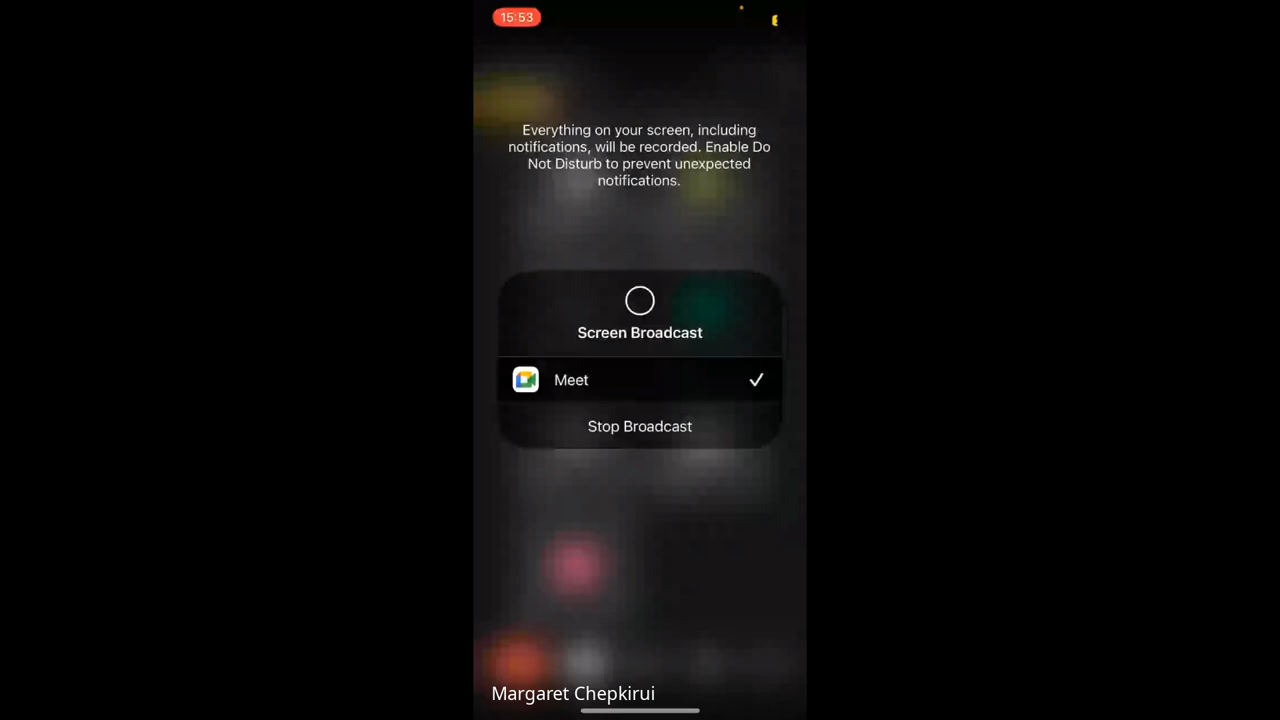 15:53
Everything on your screen, including
notifications, will be recorded. Enable Do
Not Disturb to prevent unexpected
notifications.
Screen Broadcast
Meet
Stop Broadcast
Margaret Chepkirui